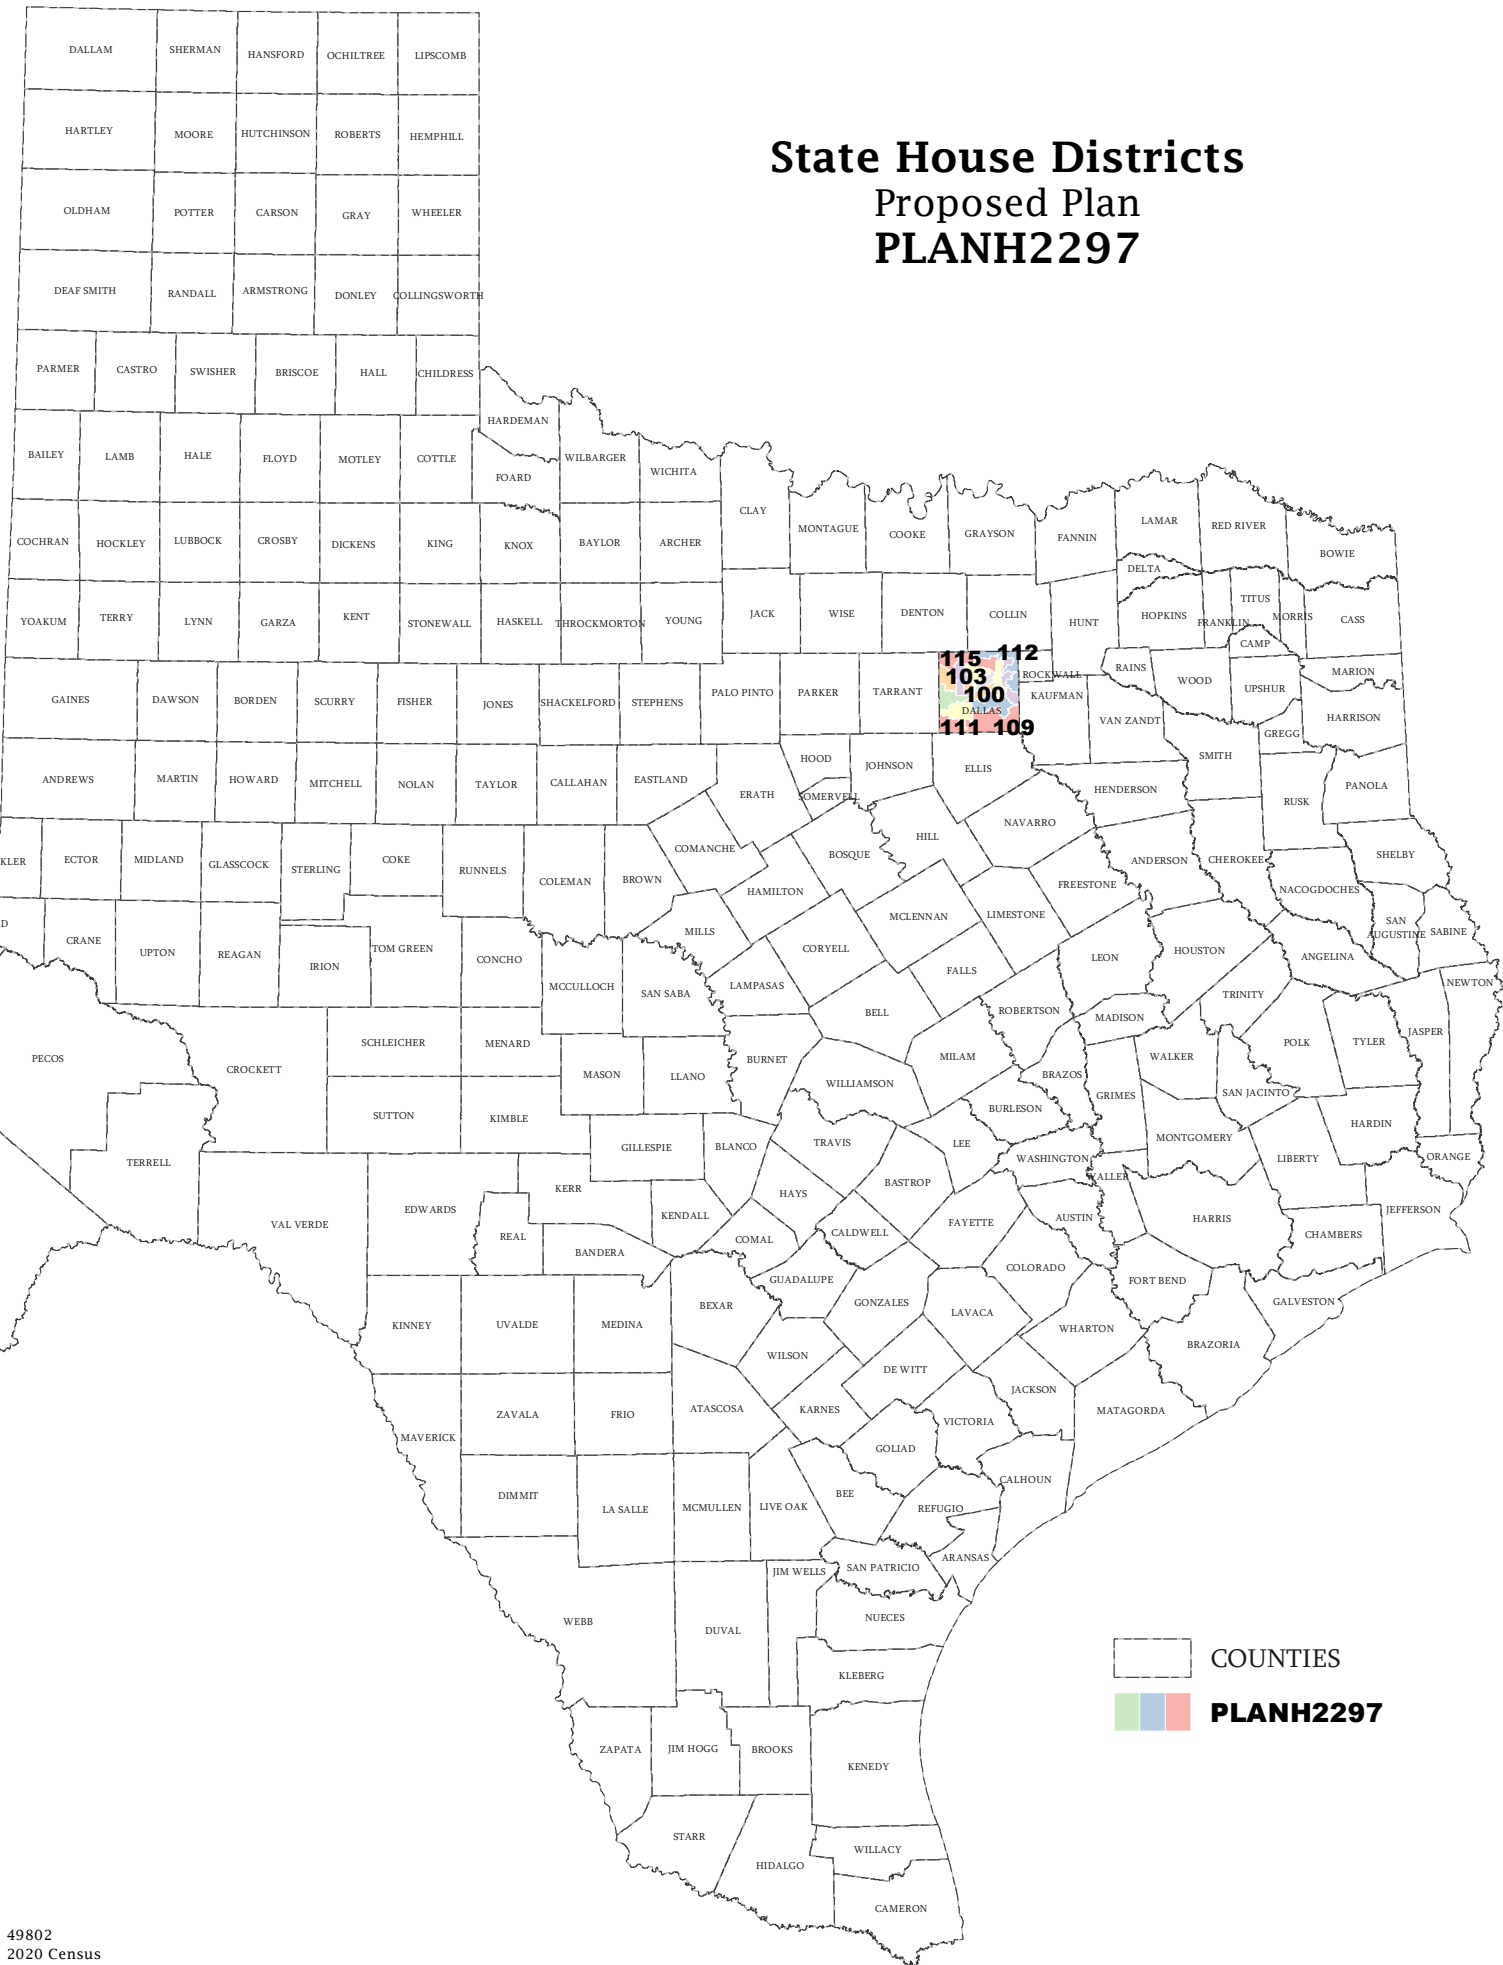 State House Districts
Proposed Plan
PLANH2297
DALLAM SHERMAN HANSFORD OCHILTREE LIPSCOMB
HARTLEY MOORE HUTCHINSON ROBERTS HEMPHILL
OLDHAM POTTER CARSON GRAY WHEELER
DEAF SMITH RANDALL ARMSTRONG DONLEY COLLINGSWORTH
PARMER CASTRO SWISHER BRISCOE HALL CHILDRESS
HARDEMAN
BAILEY LAMB HALE FLOYD MOTLEY COTTLE FOARD WILBARGER WICHITA
CLAY MONTAGUE COOKE GRAYSON FANNIN LAMAR RED RIVER BOWIE
COCHRAN HOCKLEY LUBBOCK CROSBY DICKENS KING KNOX BAYLOR ARCHER
DELTA
YOAKUM TERRY LYNN GARZA KENT STONEWALL HASKELL THROCKMORTON YOUNG JACK WISE DENTON COLLIN HUNT HOPKINS FRANKLIN TITUS MORRIS CASS
CAMP
115 112
103
100
DALLAS
111 109
GAINES DAWSON BORDEN SCURRY FISHER JONES SHACKELFORD STEPHENS PALO PINTO PARKER TARRANT ROCKWALL KAUFMAN RAINS WOOD UPSHUR MARION
VAN ZANDT GREGG HARRISON
ANDREWS MARTIN HOWARD MITCHELL NOLAN TAYLOR CALLAHAN EASTLAND ERATH HOOD SOMERVELL JOHNSON ELLIS HENDERSON SMITH RUSK PANOLA
KLER ECTOR MIDLAND GLASSCOCK STERLING COKE RUNNELS COLEMAN BROWN COMANCHE HAMILTON BOSQUE HILL NAVARRO FREESTONE ANDERSON CHEROKEE NACOGDOCHES SHELBY
D CRANE UPTON REAGAN IRION TOM GREEN CONCHO MCCULLOCH SAN SABA MILLS LAMPASAS CORYELL MCLENNAN LIMESTONE FALLS LEON HOUSTON ANGELINA
SAN
AUGUSTINE
SABINE
NEWTON
PECOS CROCKETT SCHLEICHER MENARD MASON LLANO BURNET BELL WILLIAMSON MILAM ROBERTSON MADISON BRAZOS GRIMES WALKER TRINITY POLK TYLER JASPER
SAN JACINTO HARDIN
TERRELL SUTTON KIMBLE GILLESPIE BLANCO TRAVIS LEE BURLESON WASHINGTON MONTGOMERY LIBERTY ORANGE
VAL VERDE EDWARDS REAL KERR KENDALL BANDERA HAYS COMAL CALDWELL BASTROP FAYETTE AUSTIN WALLER HARRIS CHAMBERS JEFFERSON
KINNEY UVALDE MEDINA BEXAR GUADALUPE GONZALES LAVACA COLORADO WHARTON FORT BEND BRAZORIA GALVESTON
WILSON DE WITT JACKSON MATAGORDA
MAVERICK ZAVALA FRIO ATASCOSA KARNES GOLIAD VICTORIA CALHOUN
DIMMIT LA SALLE MCMULLEN LIVE OAK BEE REFUGIO ARANSAS
JIM WELLS SAN PATRICIO
WEBB DUVAL NUECES
KLEBERG
ZAPATA JIM HOGG BROOKS KENEDY
STARR HIDALGO WILLACY
CAMERON
COUNTIES
PLANH2297
49802
2020 Census